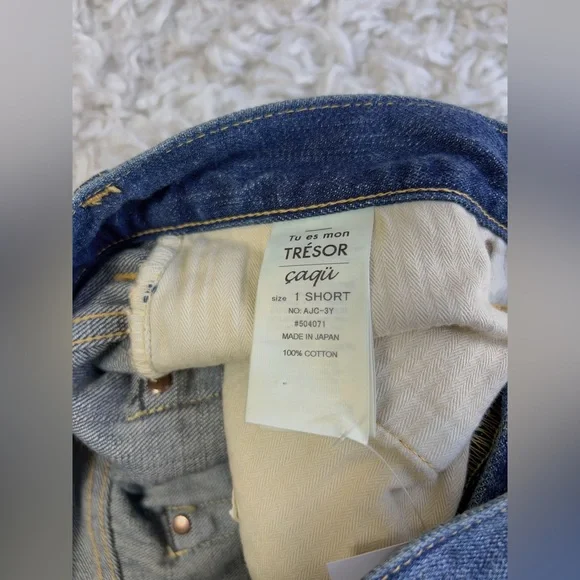 Tu es mon
TRÉSOR
çaqü
size 1 SHORT
NO: AJC-3Y
#504071
MADE IN JAPAN
100% COTTON